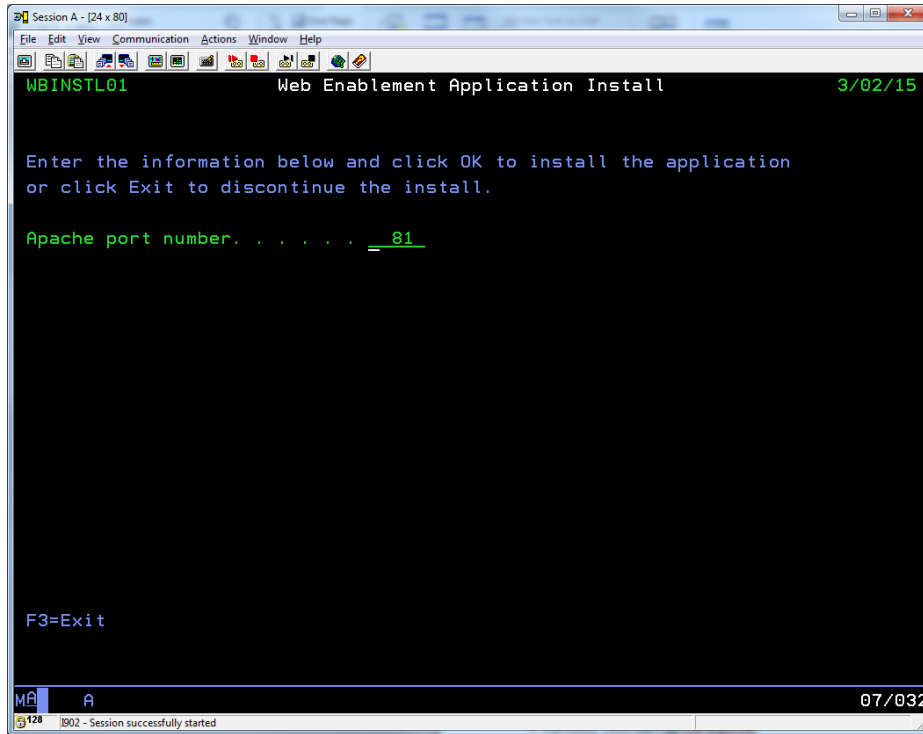 Session A - [24 x 80]
File Edit View Communication Actions Window Help
WBINSTL01 Web Enablement Application Install 3/02/15
Enter the information below and click OK to install the application
or click Exit to discontinue the install.
Apache port number. . . . . . 81
F3=Exit
MA A 07/032
128 I902 - Session successfully started